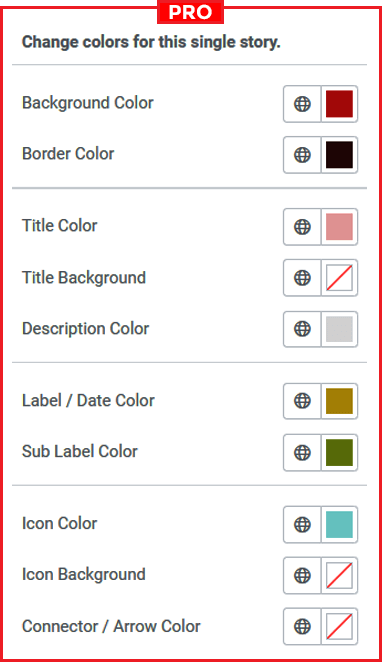 PRO
Change colors for this single story.
Background Color
Border Color
Title Color
Title Background
Description Color
Label / Date Color
Sub Label Color
Icon Color
Icon Background
Connector / Arrow Color